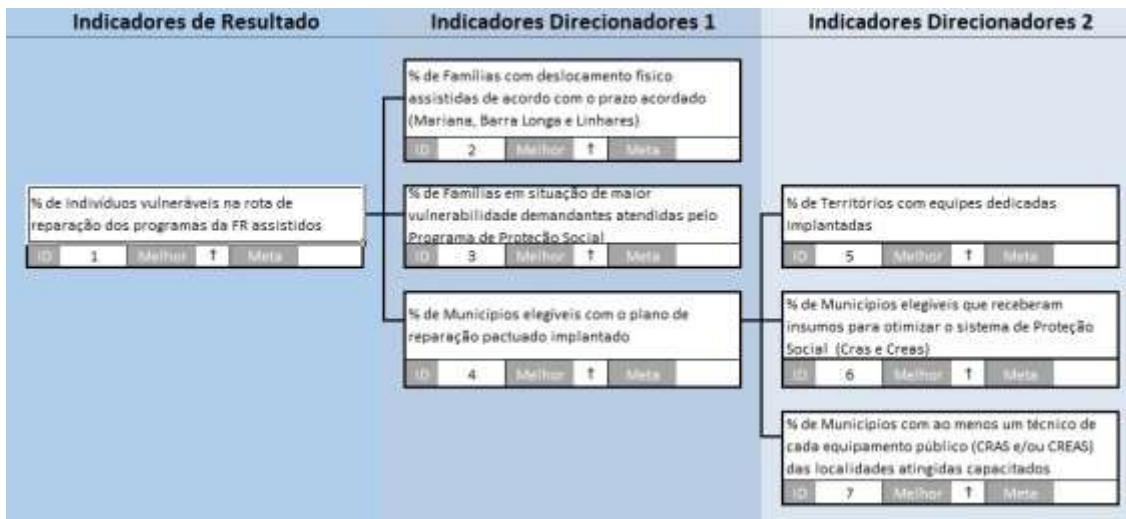 Indicadores de Resultado
Indicadores Direcionadores 1
Indicadores Direcionadores 2
% de Indivíduos vulneráveis na rota de
reparação dos programas da FR assistidos
ID 1 Melhor ↑ Meta
% de Famílias com deslocamento físico
assistidas de acordo com o prazo acordado
(Mariana, Barra Longa e Linhares)
ID 2 Melhor ↑ Meta
% de Famílias em situação de maior
vulnerabilidade demandantes atendidas pelo
Programa de Proteção Social
ID 3 Melhor ↑ Meta
% de Municípios elegíveis com o plano de
reparação pactuado implantado
ID 4 Melhor ↑ Meta
% de Territórios com equipes dedicadas
implantadas
ID 5 Melhor ↑ Meta
% de Municípios elegíveis que receberam
insumos para otimizar o sistema de Proteção
Social (Cras e Creas)
ID 6 Melhor ↑ Meta
% de Municípios com ao menos um técnico de
cada equipamento público (CRAS e/ou CREAS)
das localidades atingidas capacitados
ID 7 Melhor ↑ Meta